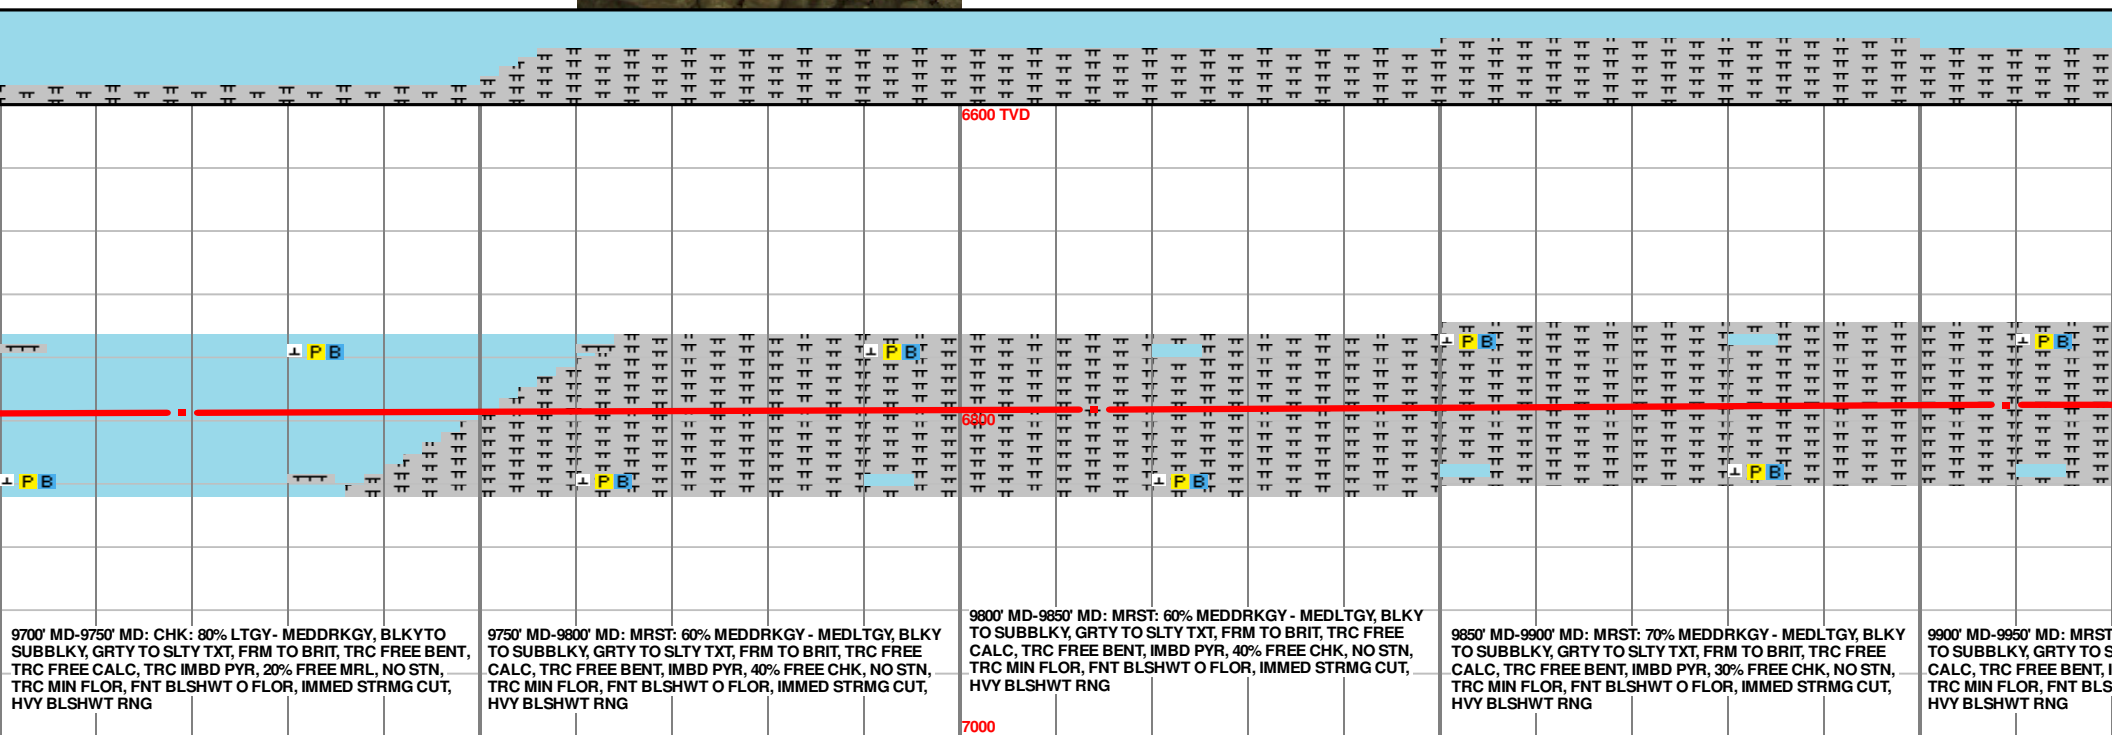 6600 TVD
P B
P B
P B
P B
P B
6800
P B
P B
P B
P B
9700' MD-9750' MD: CHK: 80% LTGY- MEDDRKGY, BLKY TO
SUBBLKY, GRTY TO SLTY TXT, FRM TO BRIT, TRC FREE BENT,
TRC FREE CALC, TRC IMBD PYR, 20% FREE MRL, NO STN,
TRC MIN FLOR, FNT BLSHWT O FLOR, IMMED STRMG CUT,
HVY BLSHWT RNG
9750' MD-9800' MD: MRST: 60% MEDDRKGY - MEDLTGY, BLKY
TO SUBBLKY, GRTY TO SLTY TXT, FRM TO BRIT, TRC FREE
CALC, TRC FREE BENT, IMBD PYR, 40% FREE CHK, NO STN,
TRC MIN FLOR, FNT BLSHWT O FLOR, IMMED STRMG CUT,
HVY BLSHWT RNG
9800' MD-9850' MD: MRST: 60% MEDDRKGY - MEDLTGY, BLKY
TO SUBBLKY, GRTY TO SLTY TXT, FRM TO BRIT, TRC FREE
CALC, TRC FREE BENT, IMBD PYR, 40% FREE CHK, NO STN,
TRC MIN FLOR, FNT BLSHWT O FLOR, IMMED STRMG CUT,
HVY BLSHWT RNG
9850' MD-9900' MD: MRST: 70% MEDDRKGY - MEDLTGY, BLKY
TO SUBBLKY, GRTY TO SLTY TXT, FRM TO BRIT, TRC FREE
CALC, TRC FREE BENT, IMBD PYR, 30% FREE CHK, NO STN,
TRC MIN FLOR, FNT BLSHWT O FLOR, IMMED STRMG CUT,
HVY BLSHWT RNG
9900' MD-9950' MD: MRST
TO SUBBLKY, GRTY TO S
CALC, TRC FREE BENT, I
TRC MIN FLOR, FNT BLS
HVY BLSHWT RNG
7000